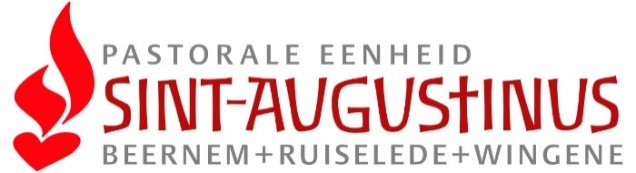 PASTORALE EENHEID
SINT-AUGUSTINUS
BEERNEM+RUISELEDE+WINGENE